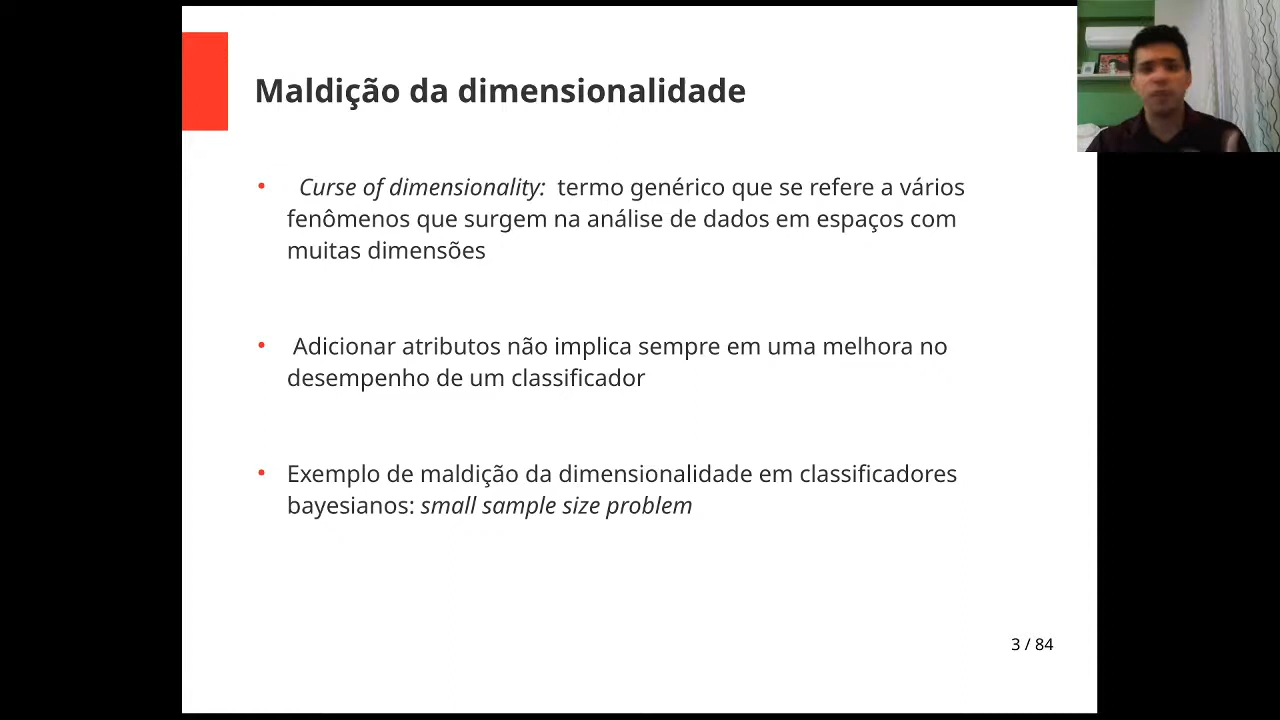 Maldição da dimensionalidade
• Curse of dimensionality: termo genérico que se refere a vários
fenômenos que surgem na análise de dados em espaços com
muitas dimensões
• Adicionar atributos não implica sempre em uma melhora no
desempenho de um classificador
• Exemplo de maldição da dimensionalidade em classificadores
bayesianos: small sample size problem
3 / 84